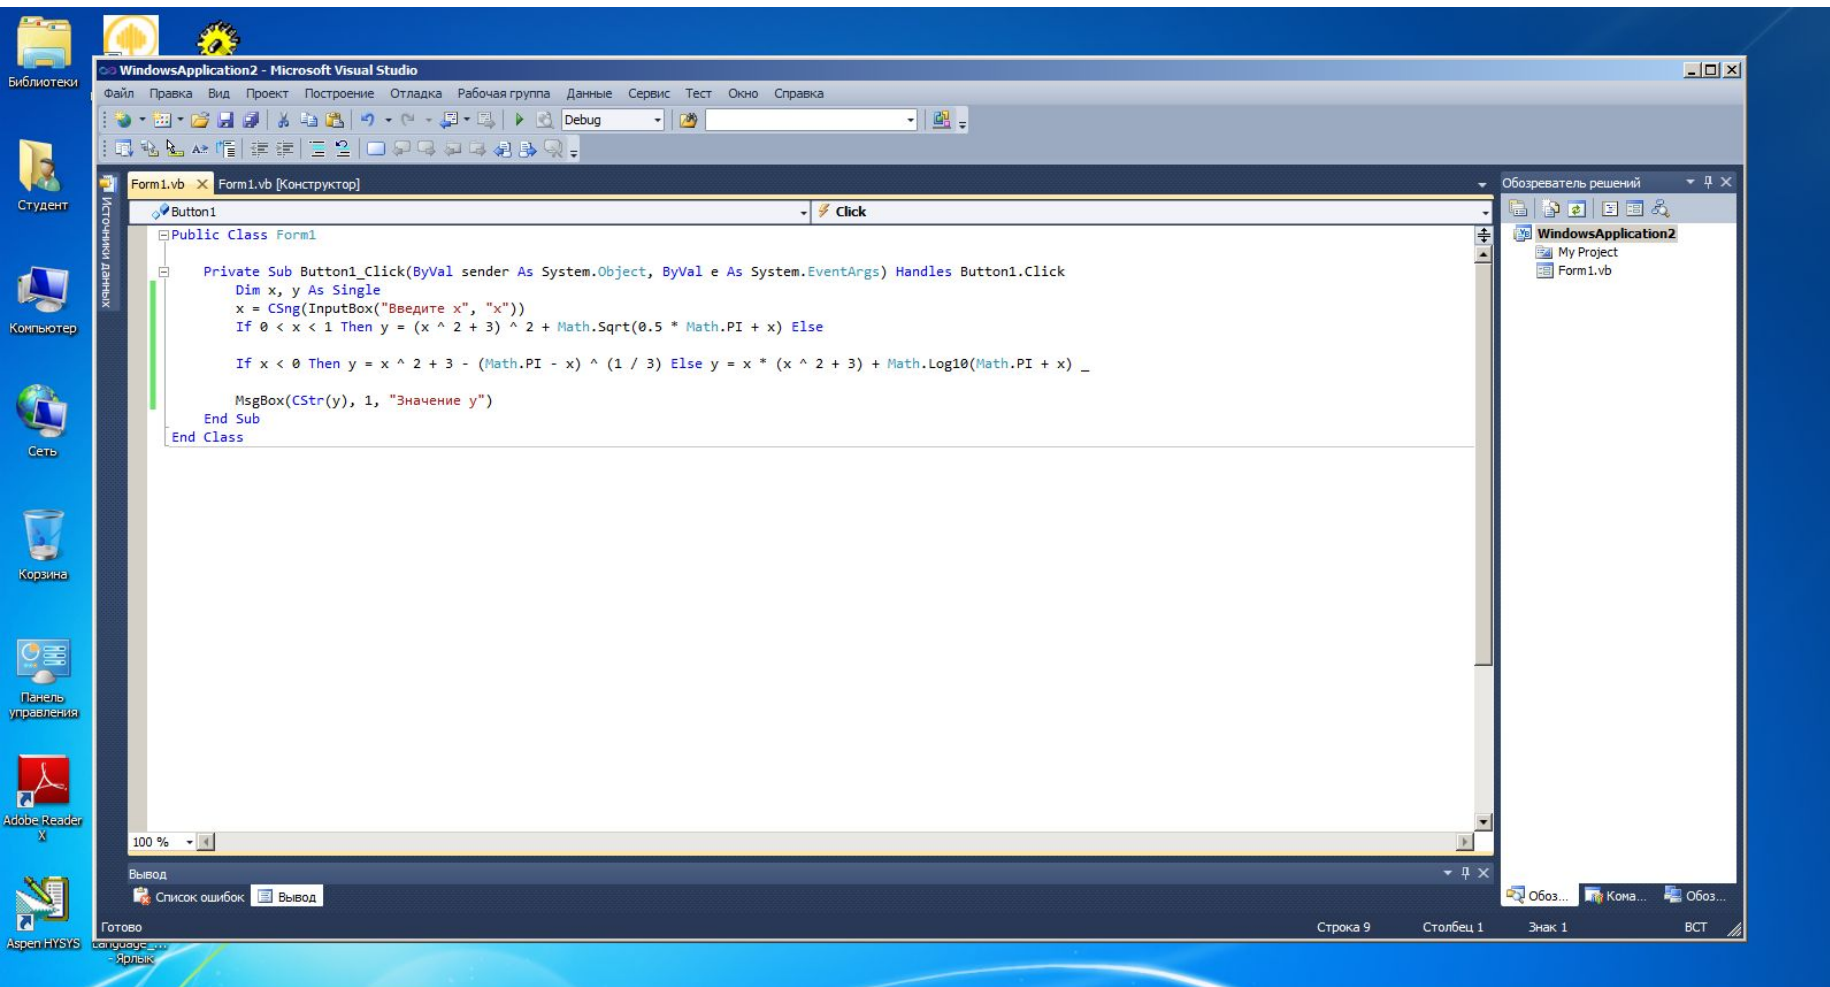 Библиотеки
Студент
Компьютер
Сеть
Корзина
Панель
управления
Adobe Reader
X
Aspen HYSYS
- Ярлык
WindowsApplication2 - Microsoft Visual Studio
Файл Правка Вид Проект Построение Отладка Рабочая группа Данные Сервис Тест Окно Справка
Debug
Источники данных
Form1.vb Form1.vb [Конструктор]
Button1 Click
Public Class Form1
Private Sub Button1_Click(ByVal sender As System.Object, ByVal e As System.EventArgs) Handles Button1.Click
Dim x, y As Single
x = CSng(InputBox("Введите x", "x"))
If 0 < x < 1 Then y = (x ^ 2 + 3) ^ 2 + Math.Sqrt(0.5 * Math.PI + x) Else
If x < 0 Then y = x ^ 2 + 3 - (Math.PI - x) ^ (1 / 3) Else y = x * (x ^ 2 + 3) + Math.Log10(Math.PI + x) _
MsgBox(CStr(y), 1, "Значение y")
End Sub
End Class
100 %
Вывод
Список ошибок Вывод
Готово Строка 9 Столбец 1 Знак 1 ВСТ
Обозреватель решений
WindowsApplication2
My Project
Form1.vb
Обоз... Кома... Обоз...